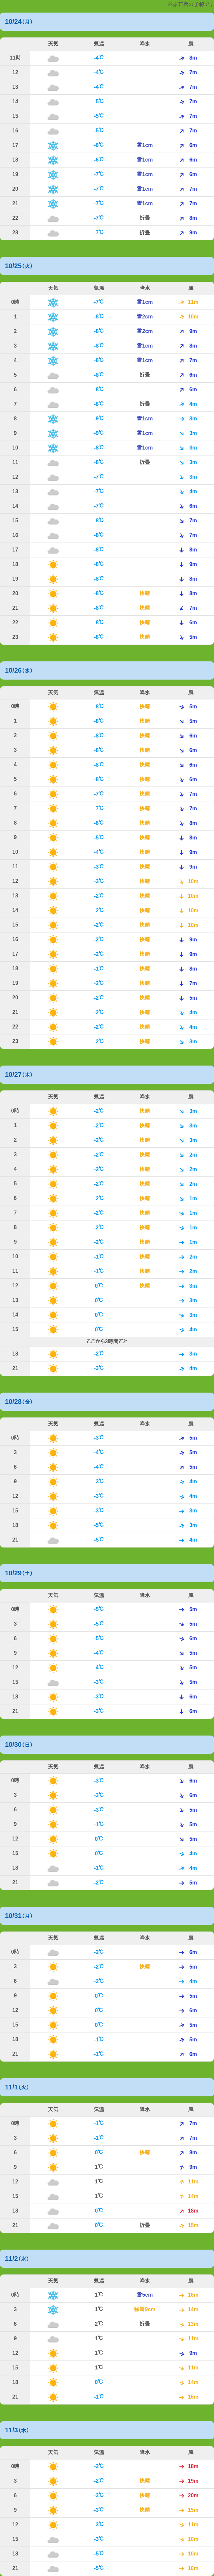 10/24(月)
天気 気温 降水 風
11時 -4℃ 8m
12 -4℃ 7m
13 -4℃ 7m
14 -5℃ 7m
15 -5℃ 7m
16 -5℃ 7m
17 -6℃ 雪1cm 6m
18 -6℃ 雪1cm 6m
19 -7℃ 雪1cm 6m
20 -7℃ 雪1cm 7m
21 -7℃ 雪1cm 7m
22 -7℃ 折曇 8m
23 -7℃ 折曇 9m
10/25(火)
天気 気温 降水 風
0時 -7℃ 雪1cm 11m
1 -8℃ 雪2cm 10m
2 -8℃ 雪2cm 9m
3 -8℃ 雪1cm 8m
4 -8℃ 雪1cm 7m
5 -8℃ 折曇 6m
6 -8℃ 6m
7 -8℃ 折曇 4m
8 -8℃ 雪1cm 3m
9 -8℃ 雪1cm 3m
10 -8℃ 雪1cm 3m
11 -8℃ 折曇 3m
12 -7℃ 3m
13 -7℃ 4m
14 -7℃ 6m
15 -8℃ 7m
16 -8℃ 7m
17 -8℃ 8m
18 -8℃ 9m
19 -8℃ 8m
20 -8℃ 快晴 8m
21 -8℃ 快晴 7m
22 -8℃ 快晴 6m
23 -8℃ 快晴 5m
10/26(水)
天気 気温 降水 風
0時 -8℃ 快晴 5m
1 -8℃ 快晴 5m
2 -8℃ 快晴 6m
3 -8℃ 快晴 6m
4 -8℃ 快晴 6m
5 -8℃ 快晴 6m
6 -7℃ 快晴 7m
7 -7℃ 快晴 7m
8 -6℃ 快晴 8m
9 -5℃ 快晴 8m
10 -4℃ 快晴 9m
11 -3℃ 快晴 9m
12 -3℃ 快晴 10m
13 -2℃ 快晴 10m
14 -2℃ 快晴 10m
15 -2℃ 快晴 10m
16 -2℃ 快晴 9m
17 -2℃ 快晴 9m
18 -1℃ 快晴 8m
19 -2℃ 快晴 7m
20 -2℃ 快晴 5m
21 -2℃ 快晴 4m
22 -2℃ 快晴 4m
23 -2℃ 快晴 3m
10/27(木)
天気 気温 降水 風
0時 -2℃ 快晴 3m
1 -2℃ 快晴 3m
2 -2℃ 快晴 3m
3 -2℃ 快晴 2m
4 -2℃ 快晴 2m
5 -2℃ 快晴 2m
6 -2℃ 快晴 1m
7 -2℃ 快晴 1m
8 -2℃ 快晴 1m
9 -2℃ 快晴 1m
10 -1℃ 快晴 2m
11 -1℃ 快晴 2m
12 0℃ 快晴 3m
13 0℃ 3m
14 0℃ 3m
15 0℃ 4m
ここから3時間ごと
18 -2℃ 3m
21 -3℃ 4m
10/28(金)
天気 気温 降水 風
0時 -3℃ 5m
3 -4℃ 5m
6 -4℃ 5m
9 -3℃ 4m
12 -3℃ 4m
15 -3℃ 3m
18 -5℃ 3m
21 -5℃ 4m
10/29(土)
天気 気温 降水 風
0時 -5℃ 5m
3 -5℃ 5m
6 -5℃ 6m
9 -4℃ 5m
12 -4℃ 5m
15 -3℃ 5m
18 -3℃ 6m
21 -3℃ 6m
10/30(日)
天気 気温 降水 風
0時 -3℃ 6m
3 -3℃ 6m
6 -3℃ 5m
9 -1℃ 5m
12 0℃ 5m
15 0℃ 4m
18 -1℃ 4m
21 -2℃ 5m
10/31(月)
天気 気温 降水 風
0時 -2℃ 6m
3 -2℃ 快晴 5m
6 -2℃ 4m
9 0℃ 5m
12 0℃ 6m
15 0℃ 5m
18 -1℃ 5m
21 -1℃ 6m
11/1(火)
天気 気温 降水 風
0時 -1℃ 7m
3 -1℃ 7m
6 0℃ 快晴 8m
9 1℃ 9m
12 1℃ 11m
15 1℃ 14m
18 0℃ 18m
21 0℃ 折曇 15m
11/2(水)
天気 気温 降水 風
0時 1℃ 雪5cm 16m
3 1℃ 強雪9cm 14m
6 2℃ 折曇 13m
9 1℃ 11m
12 1℃ 9m
15 1℃ 11m
18 0℃ 14m
21 -1℃ 16m
11/3(木)
天気 気温 降水 風
0時 -2℃ 18m
3 -2℃ 快晴 19m
6 -3℃ 快晴 20m
9 -3℃ 快晴 15m
12 -3℃ 11m
15 -3℃ 10m
18 -5℃ 10m
21 -5℃ 10m